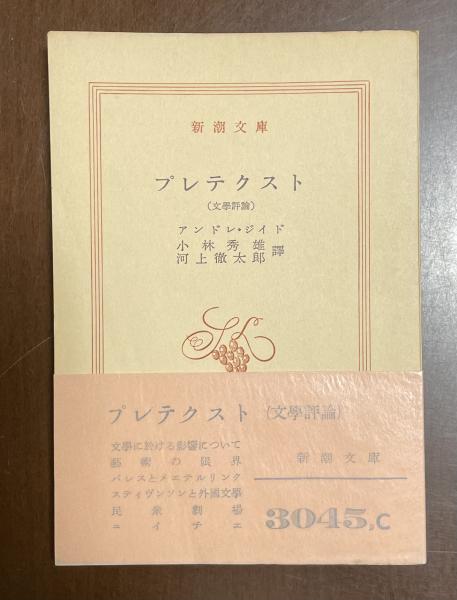 新潮文庫
プレテクスト
(文學評論)
アンドレ・ジイド
小林秀雄
河上徹太郎 譯
プレテクスト (文學評論)
文學に於ける影響について
藝術の限界
バレスとメエテルリンク
スティヴンソンと外國文學
民衆劇場
ニイチエ
新潮文庫
3045,C